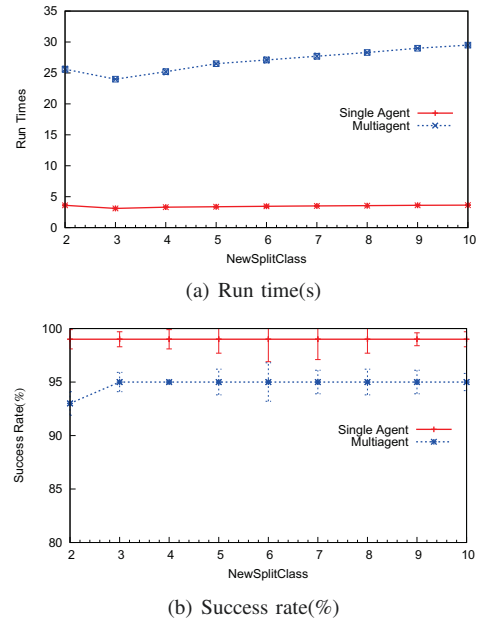 35
30
25
20
15
10
5
0
Run Times
Single Agent
Multiagent
2 3 4 5 6 7 8 9 10
NewSplitClass
(a) Run time(s)
100
95
90
85
80
Success Rate(%)
Single Agent
Multiagent
2 3 4 5 6 7 8 9 10
NewSplitClass
(b) Success rate(%)